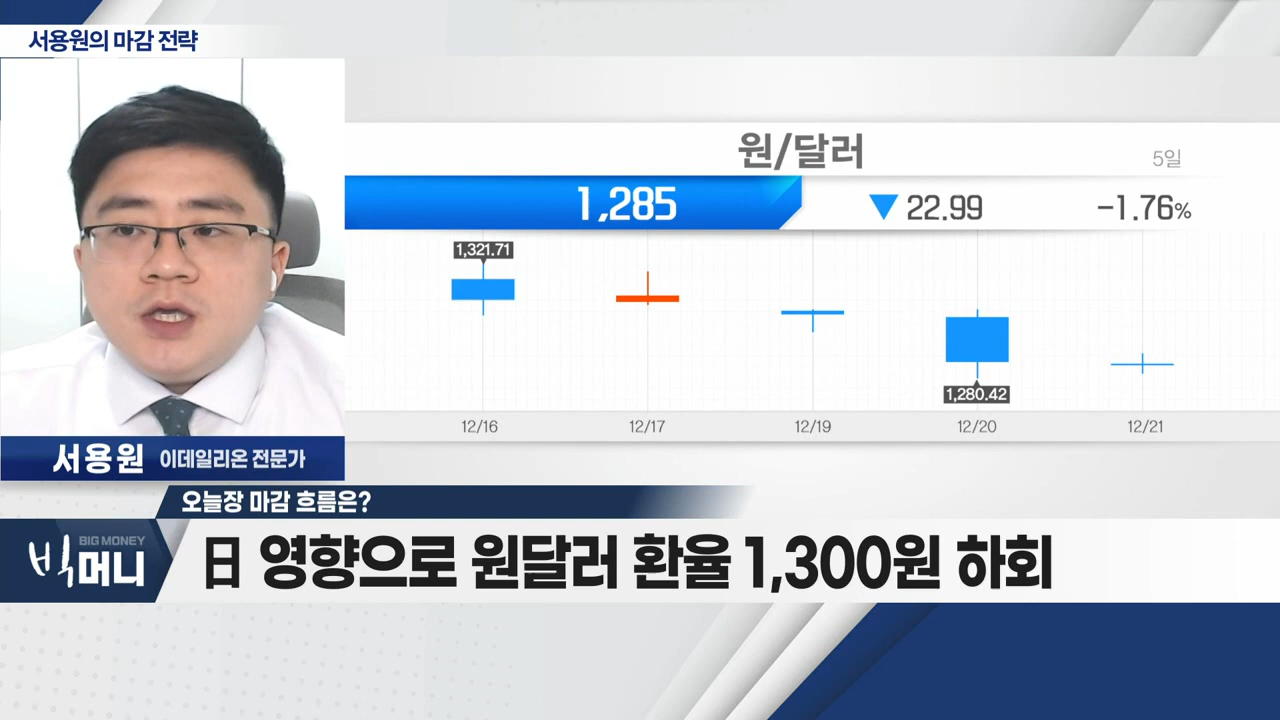 서용원의 마감 전략
원/달러
5일
1,285
▼ 22.99
-1.76%
1,321.71
1,280.42
12/16
12/17
12/19
12/20
12/21
서용원 이데일리온 전문가
오늘장 마감 흐름은?
BIG MONEY
빅머니
日 영향으로 원달러 환율 1,300원 하회